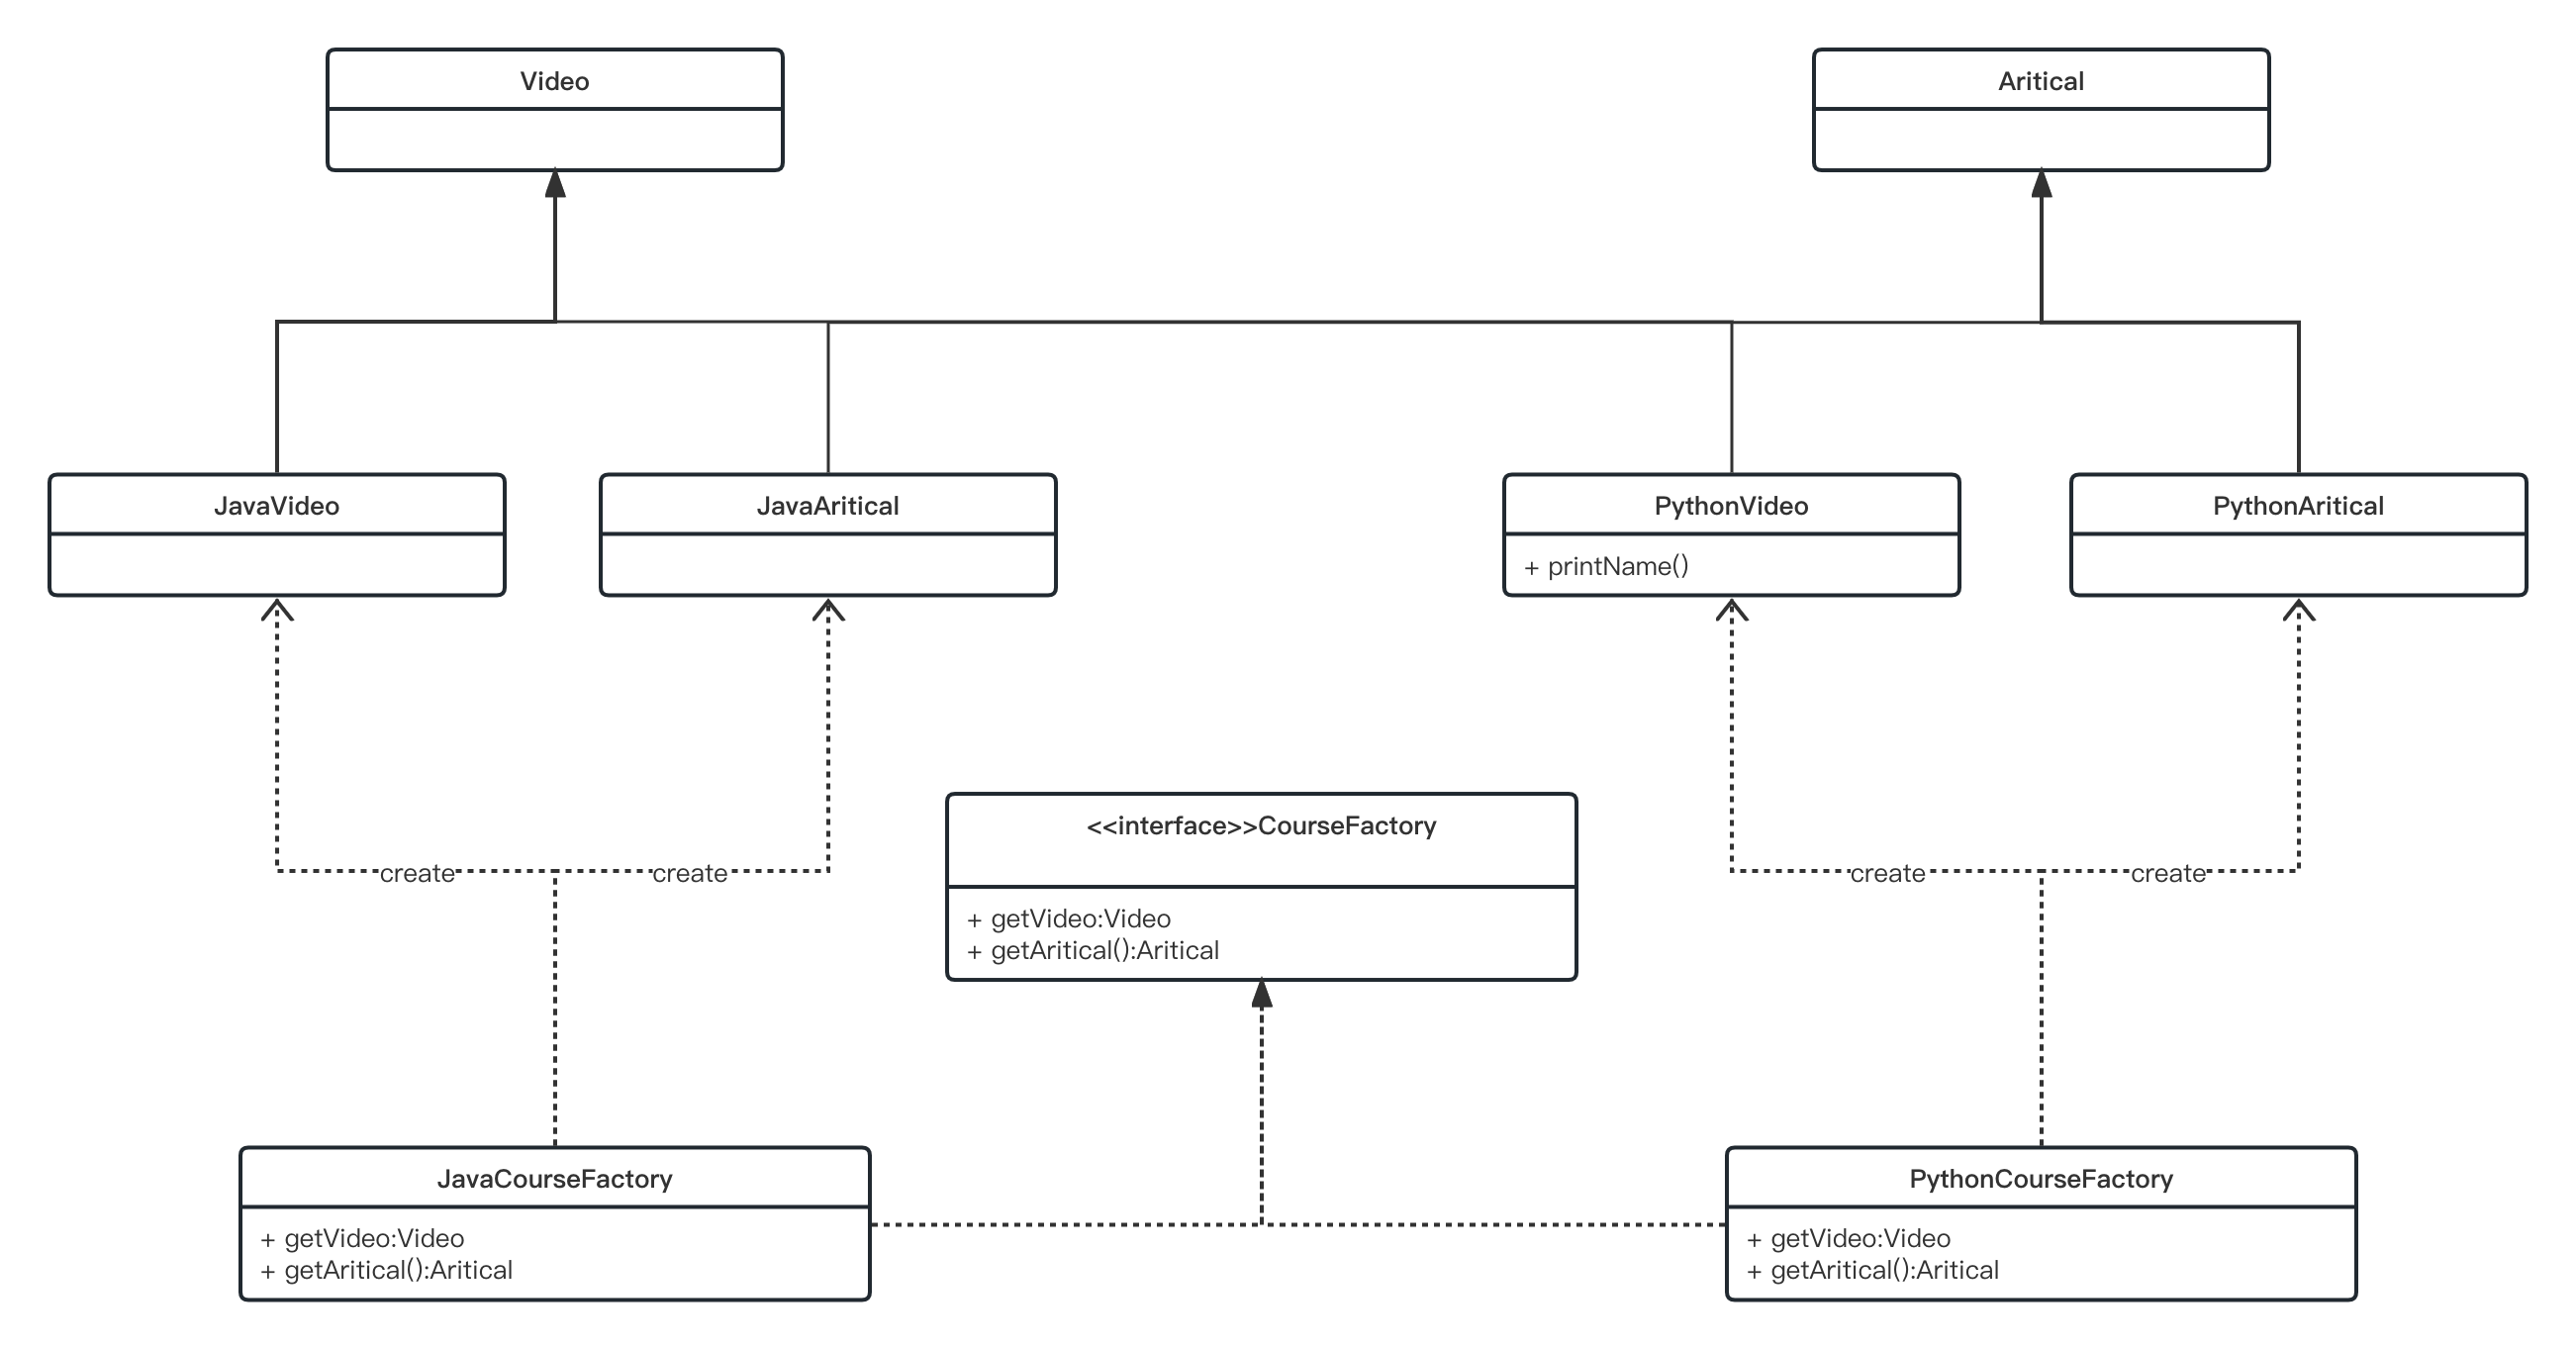 Video
Aritical
JavaVideo
JavaAritical
PythonVideo
+ printName()
PythonAritical
<<interface>>CourseFactory
+ getVideo:Video
+ getAritical():Aritical
create
create
create
create
JavaCourseFactory
+ getVideo:Video
+ getAritical():Aritical
PythonCourseFactory
+ getVideo:Video
+ getAritical():Aritical